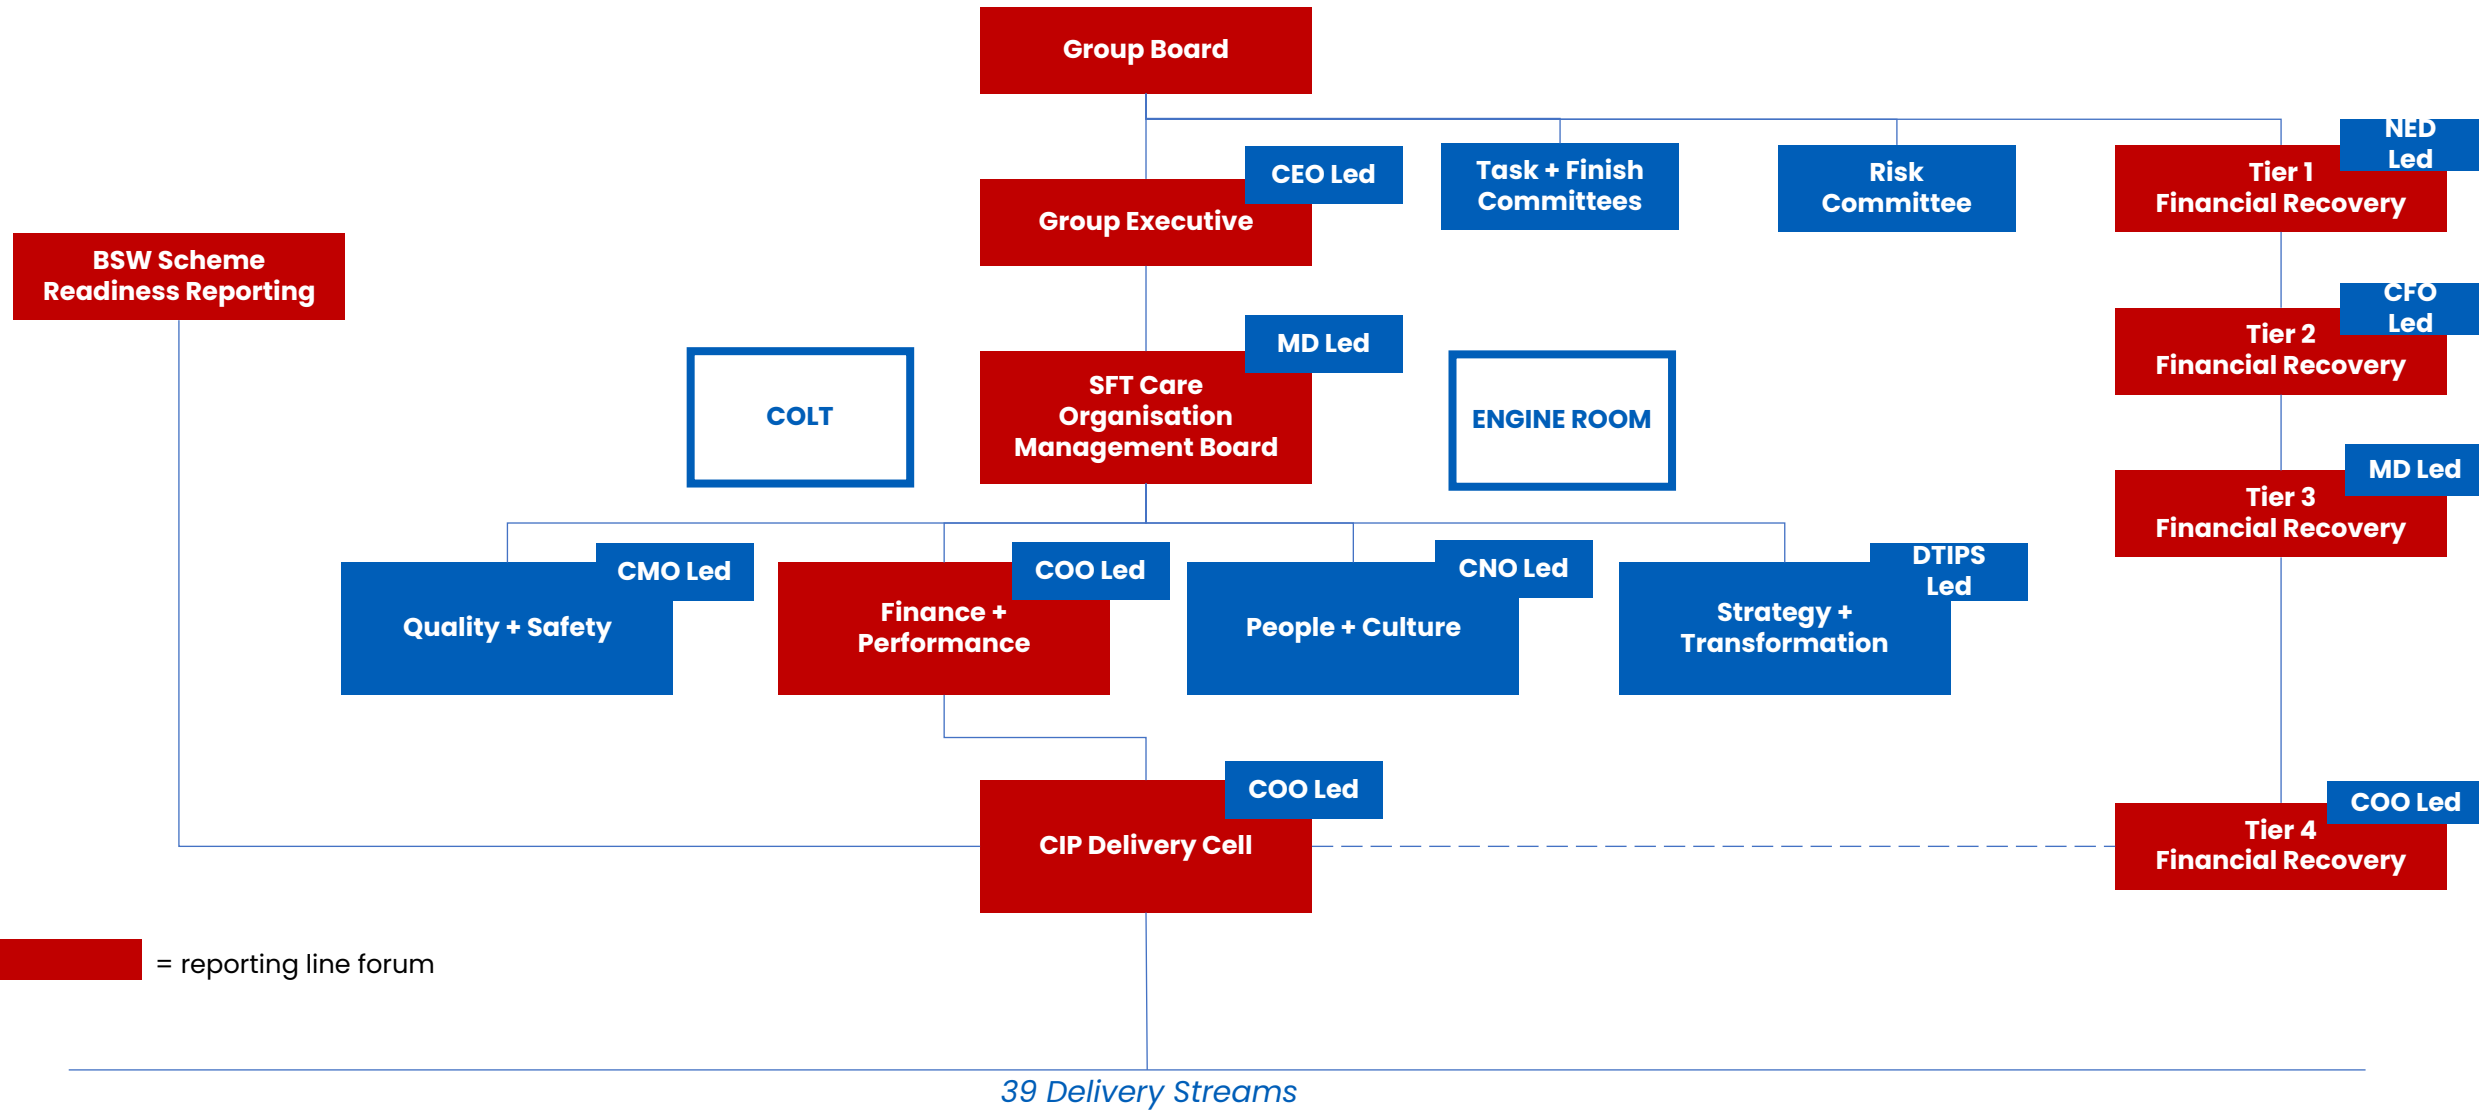 Group Board
NED
Led
CEO Led
Task + Finish
Committees
Risk
Committee
Tier 1
Financial Recovery
Group Executive
BSW Scheme
Readiness Reporting
CFO
Led
MD Led
Tier 2
Financial Recovery
COLT
SFT Care
Organisation
Management Board
ENGINE ROOM
MD Led
Tier 3
Financial Recovery
CMO Led
COO Led
CNO Led
DTIPS
Led
Quality + Safety
Finance +
Performance
People + Culture
Strategy +
Transformation
COO Led
COO Led
CIP Delivery Cell
Tier 4
Financial Recovery
= reporting line forum
39 Delivery Streams